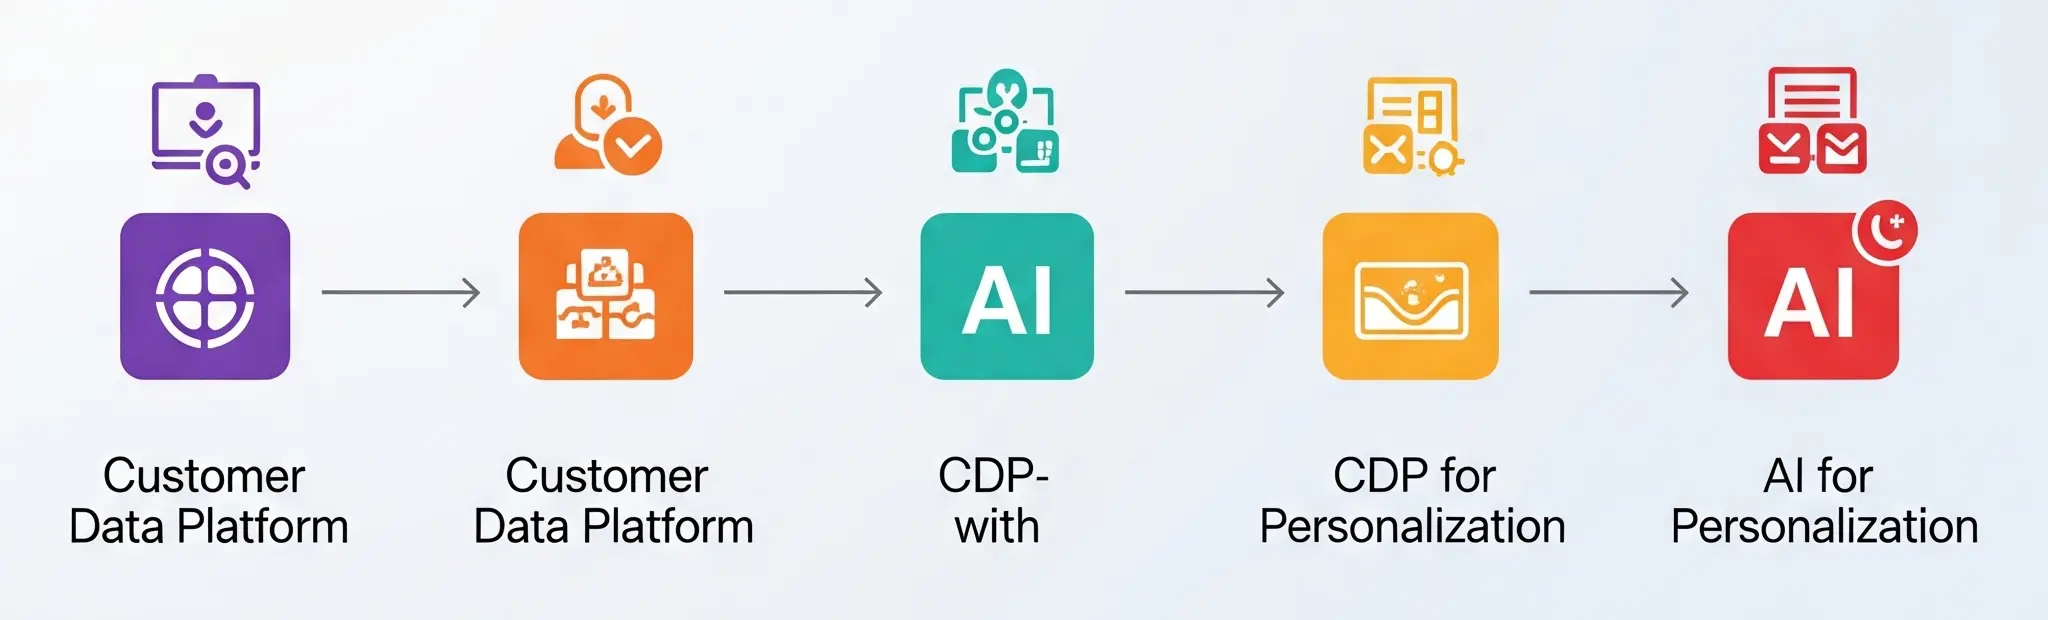 AI
AI
Customer
Data Platform
Customer
Data Platform
CDP-
with
CDP for
Personalization
AI for
Personalization